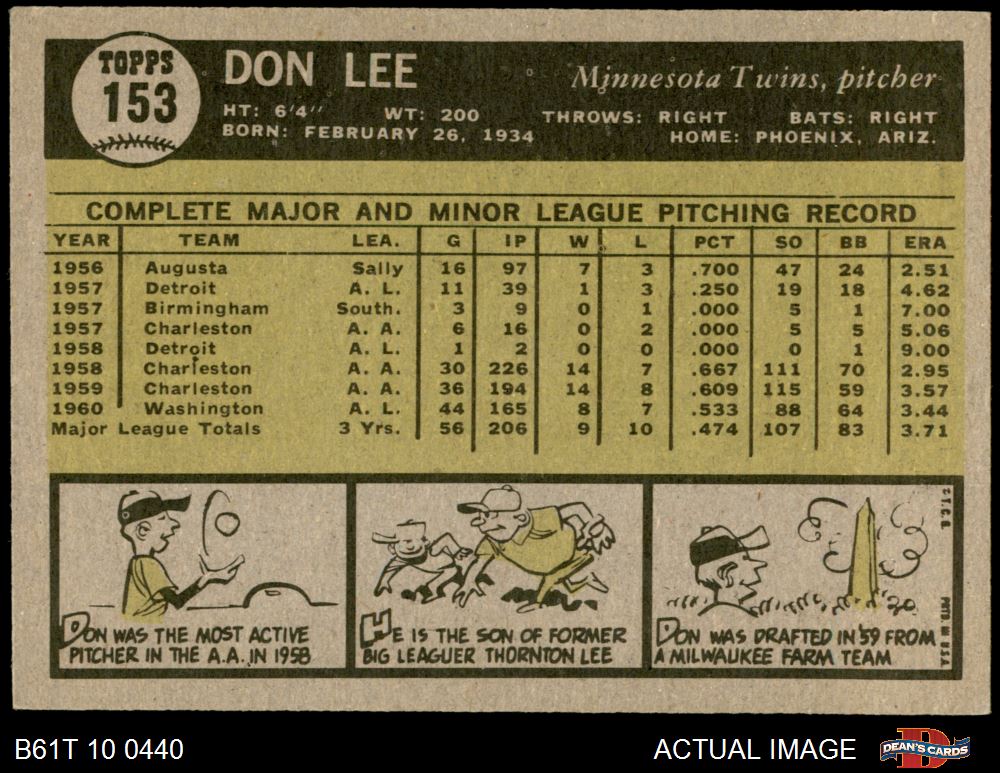 TOPPS
153
DON LEE
Minnesota Twins, pitcher
HT: 6'4" WT: 200 THROWS: RIGHT BATS: RIGHT
BORN: FEBRUARY 26, 1934 HOME: PHOENIX, ARIZ.
COMPLETE MAJOR AND MINOR LEAGUE PITCHING RECORD
YEAR TEAM LEA. G IP W L PCT SO BB ERA
1956 Augusta Sally 16 97 7 3 .700 47 24 2.51
1957 Detroit A. L. 11 39 1 3 .250 19 18 4.62
1957 Birmingham South. 3 9 0 1 .000 5 1 7.00
1957 Charleston A. A. 6 16 0 2 .000 5 5 5.06
1958 Detroit A. L. 1 2 0 0 .000 0 1 9.00
1958 Charleston A. A. 30 226 14 7 .667 111 70 2.95
1959 Charleston A. A. 36 194 14 8 .609 115 59 3.57
1960 Washington A. L. 44 165 8 7 .533 88 64 3.44
Major League Totals 3 Yrs. 56 206 9 10 .474 107 83 3.71
DON WAS THE MOST ACTIVE
PITCHER IN THE A.A. IN 1958
HE IS THE SON OF FORMER
BIG LEAGUER THORNTON LEE
DON WAS DRAFTED IN '59 FROM
A MILWAUKEE FARM TEAM
© T.C.G. PRTD. IN U.S.A.
B61T 10 0440
ACTUAL IMAGE
DEAN'S CARDS